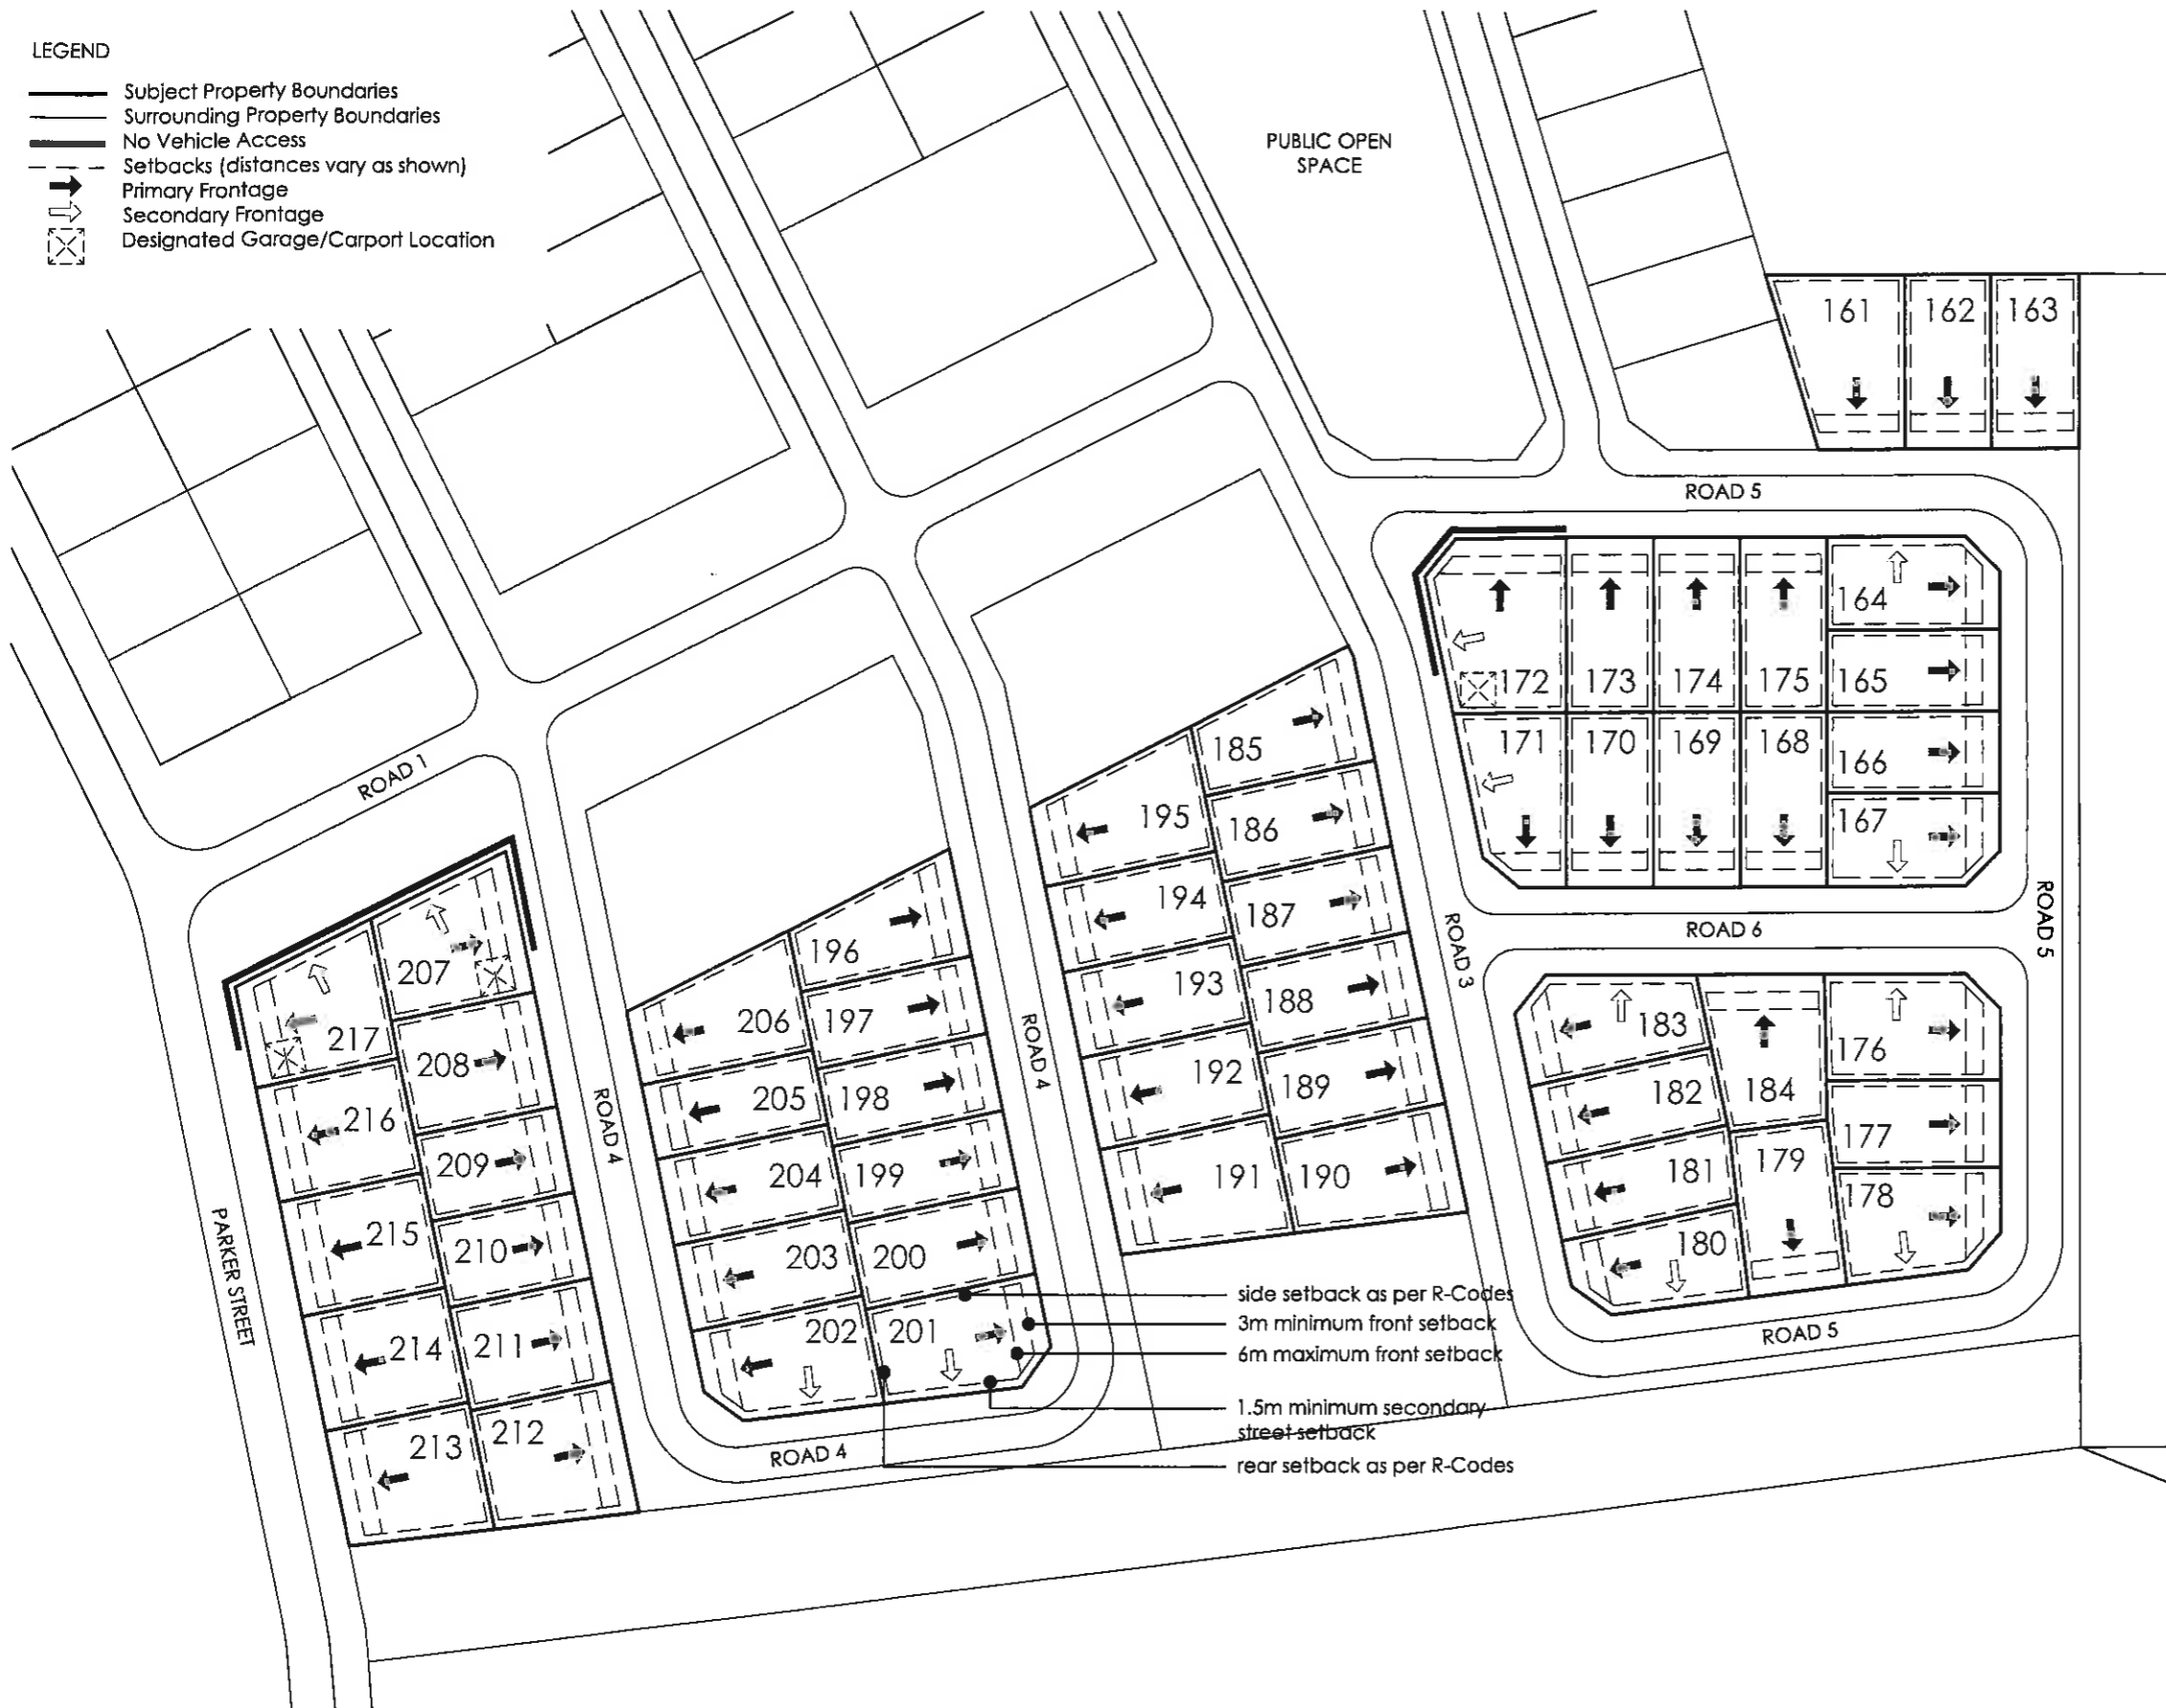 LEGEND
Subject Property Boundaries
Surrounding Property Boundaries
No Vehicle Access
Setbacks (distances vary as shown)
Primary Frontage
Secondary Frontage
Designated Garage/Carport Location
PUBLIC OPEN
SPACE
161 162 163
ROAD 5
164
172 173 174 175 165
171 170 169 168 166
167
ROAD 6
ROAD 5
ROAD 3
183 176
182 184
177
181 179 178
180
ROAD 5
185
195 186
194 187
193 188
192 189
191 190
ROAD 4
196
206 197
205 198
204 199
203 200
202 201
ROAD 4
side setback as per R-Codes
3m minimum front setback
6m maximum front setback
1.5m minimum secondary
street setback
rear setback as per R-Codes
ROAD 1
ROAD 4
207
217 208
216 209
215 210
214 211
213 212
PARKER STREET